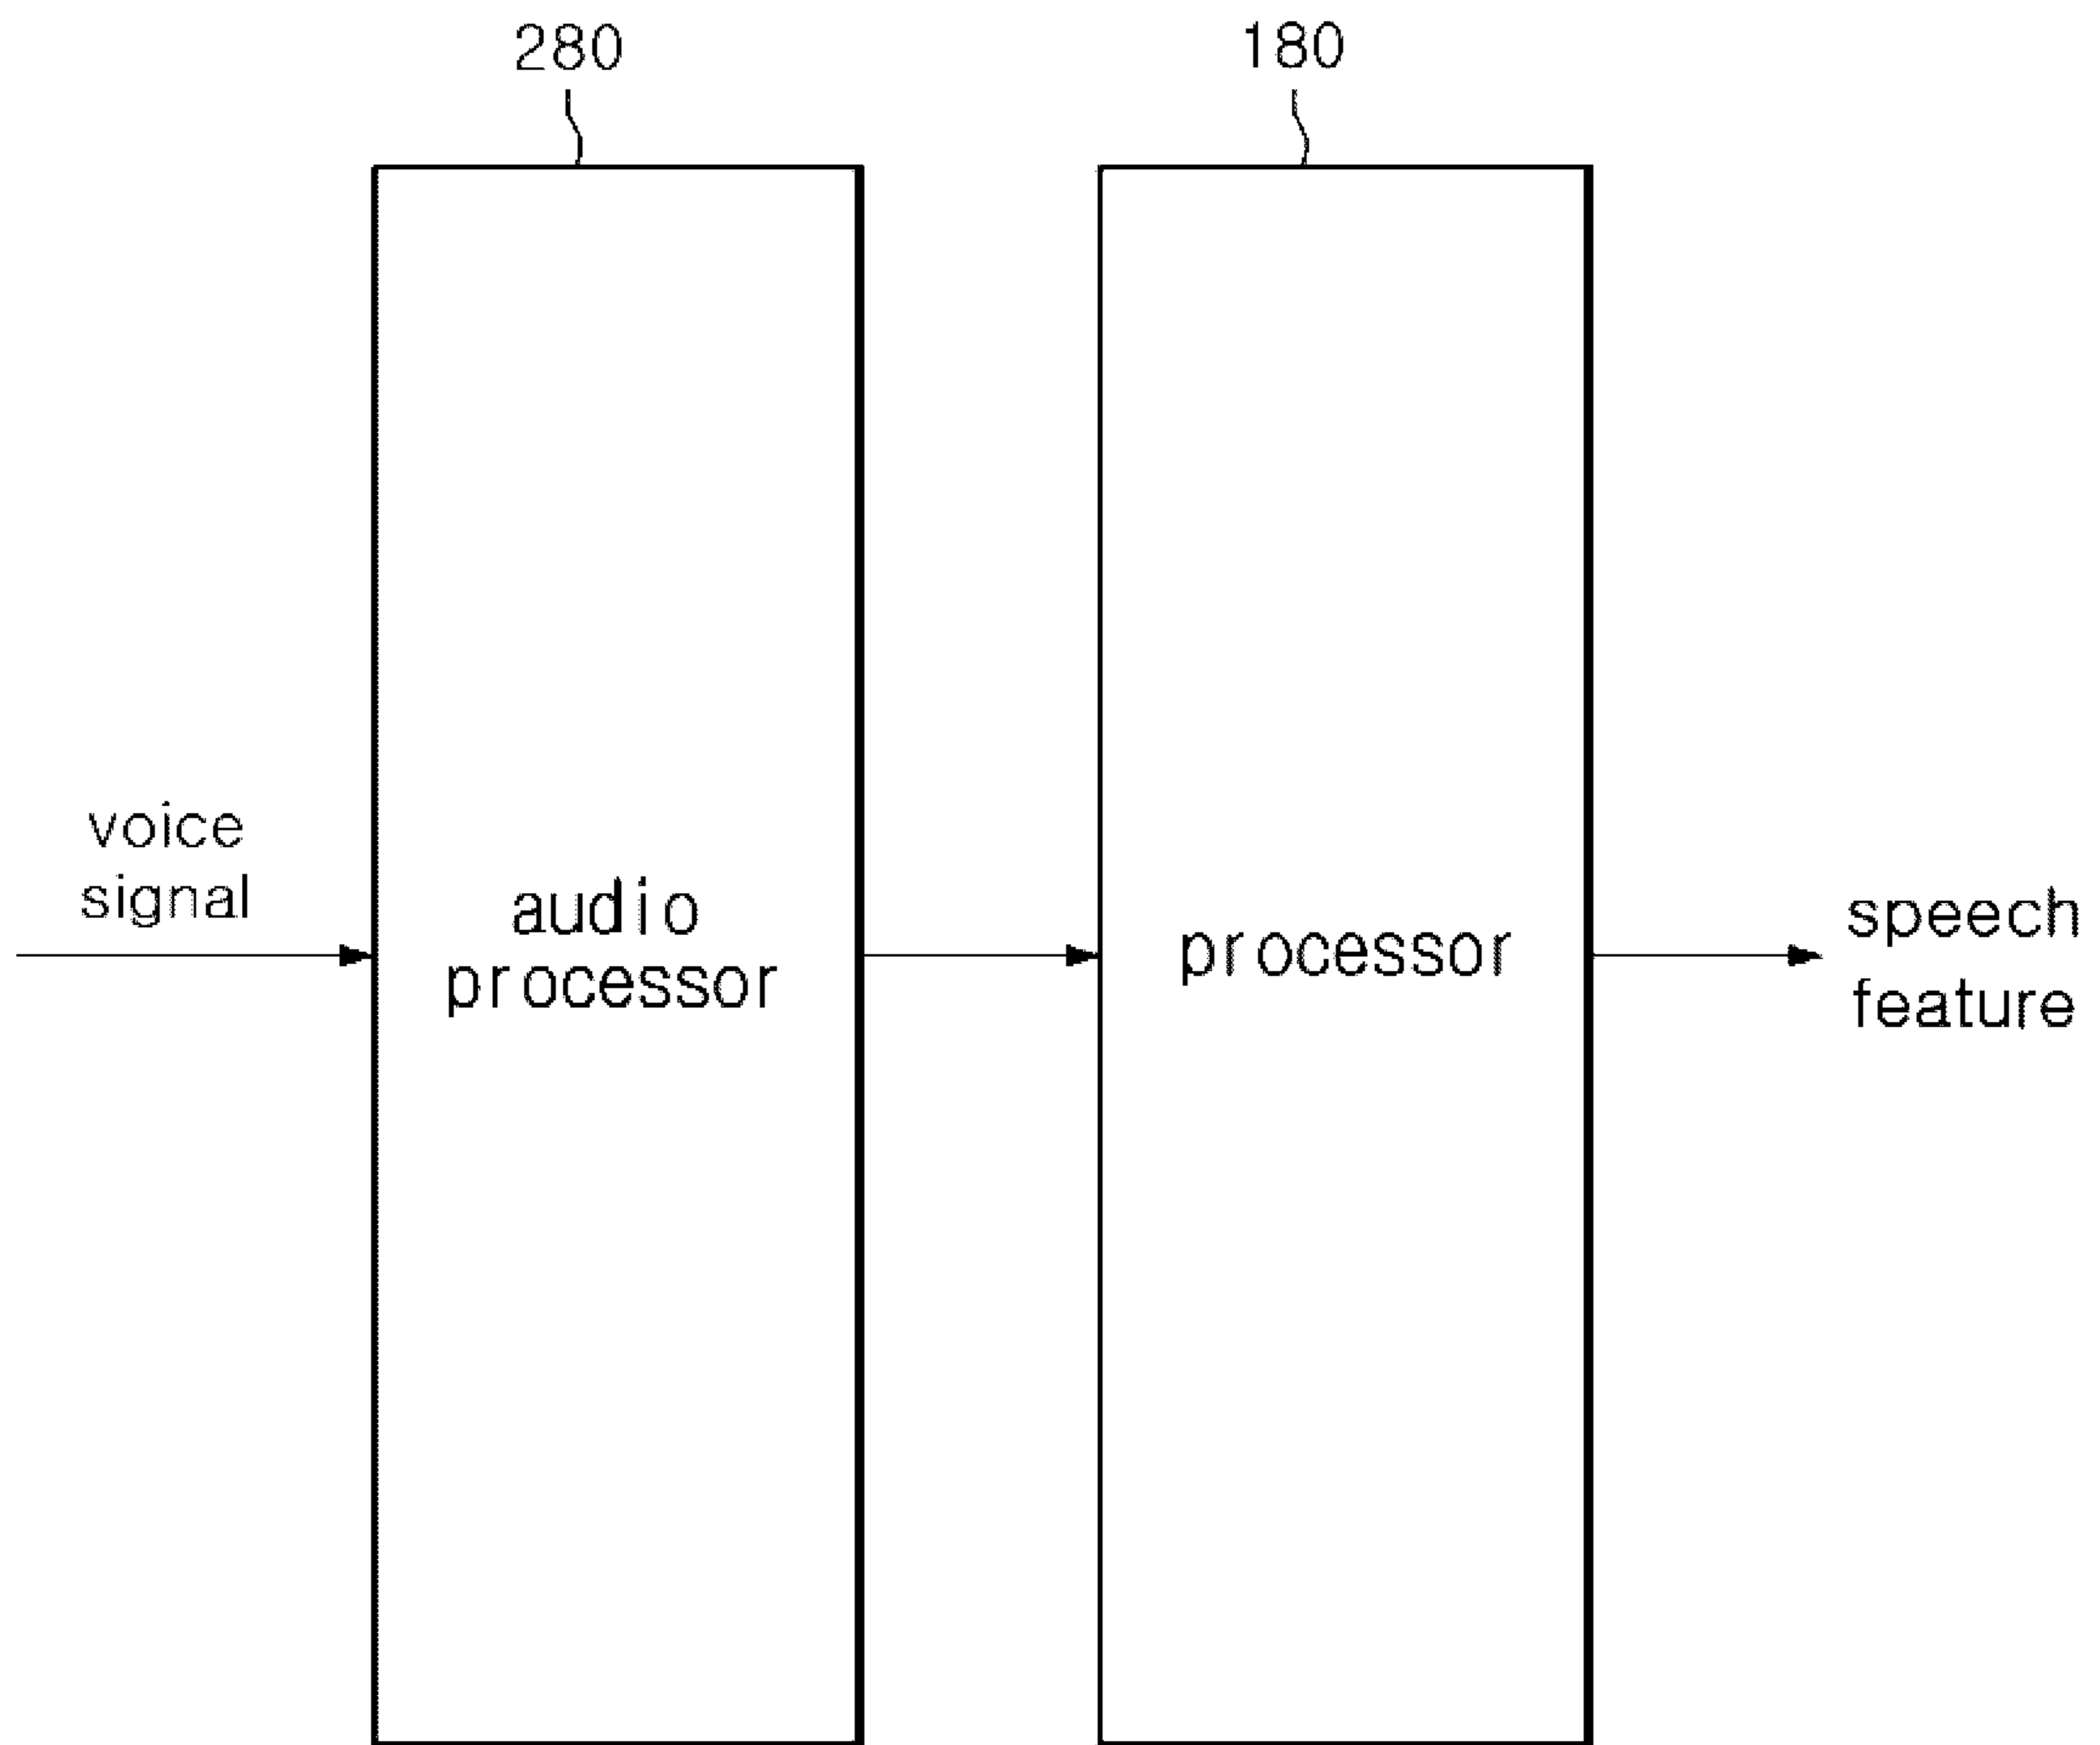 280
180
voice
signal
audio
processor
processor
speech
feature